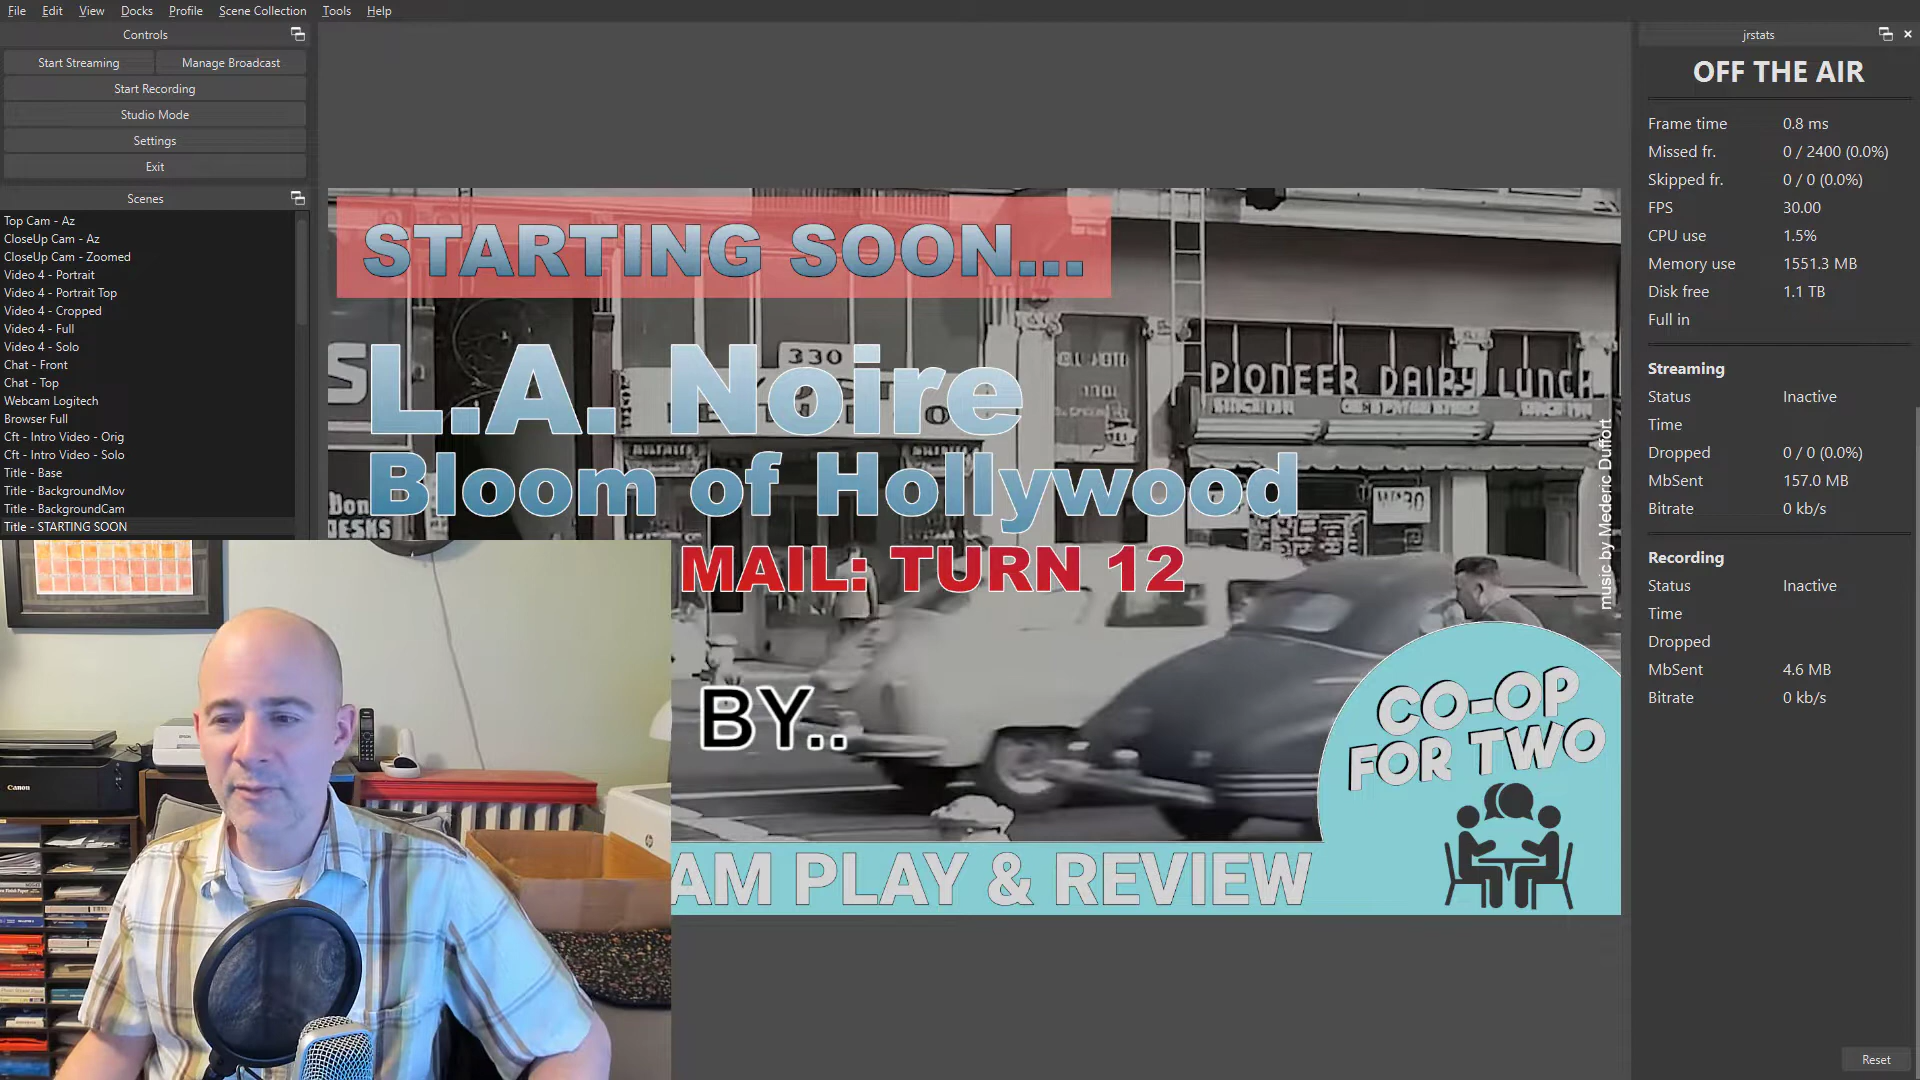 File Edit View Docks Profile Scene Collection Tools Help
Controls
Start Streaming Manage Broadcast
Start Recording
Studio Mode
Settings
Exit
Scenes
Top Cam - Az
CloseUp Cam - Az
CloseUp Cam - Zoomed
Video 4 - Portrait
Video 4 - Portrait Top
Video 4 - Cropped
Video 4 - Full
Video 4 - Solo
Chat - Front
Chat - Top
Webcam Logitech
Browser Full
Cft - Intro Video - Orig
Cft - Intro Video - Solo
Title - Base
Title - BackgroundMov
Title - BackgroundCam
Title - STARTING SOON
Canon
STARTING SOON...
330
PIONEER DAIRY LUNCH
L.A. Noire
Bloom of Hollywood
Don
DESKS
MAIL: TURN 12
BY..
music by Mederic Duffort
CO-OP
FOR TWO
AM PLAY & REVIEW
jrstats
OFF THE AIR
Frame time 0.8 ms
Missed fr. 0 / 2400 (0.0%)
Skipped fr. 0 / 0 (0.0%)
FPS 30.00
CPU use 1.5%
Memory use 1551.3 MB
Disk free 1.1 TB
Full in
Streaming
Status Inactive
Time
Dropped 0 / 0 (0.0%)
MbSent 157.0 MB
Bitrate 0 kb/s
Recording
Status Inactive
Time
Dropped
MbSent 4.6 MB
Bitrate 0 kb/s
Reset